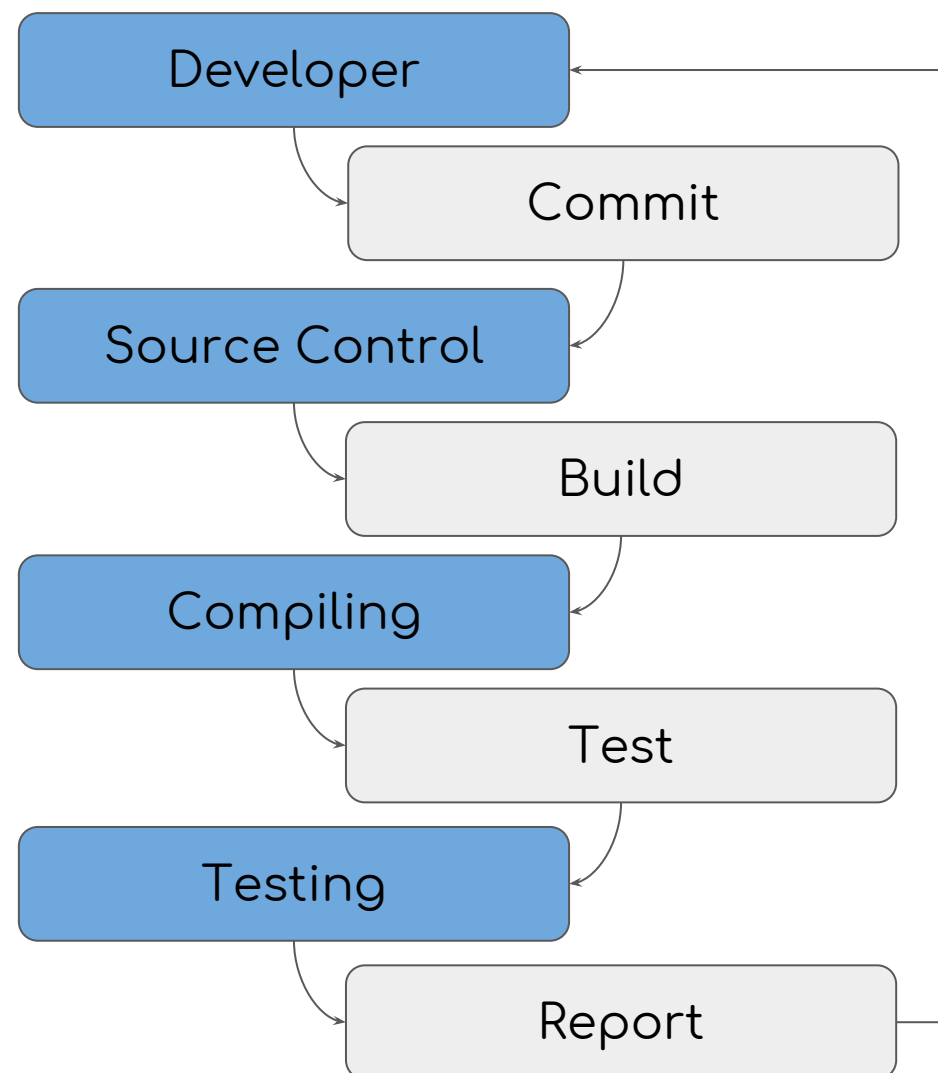 Developer
Commit
Source Control
Build
Compiling
Test
Testing
Report